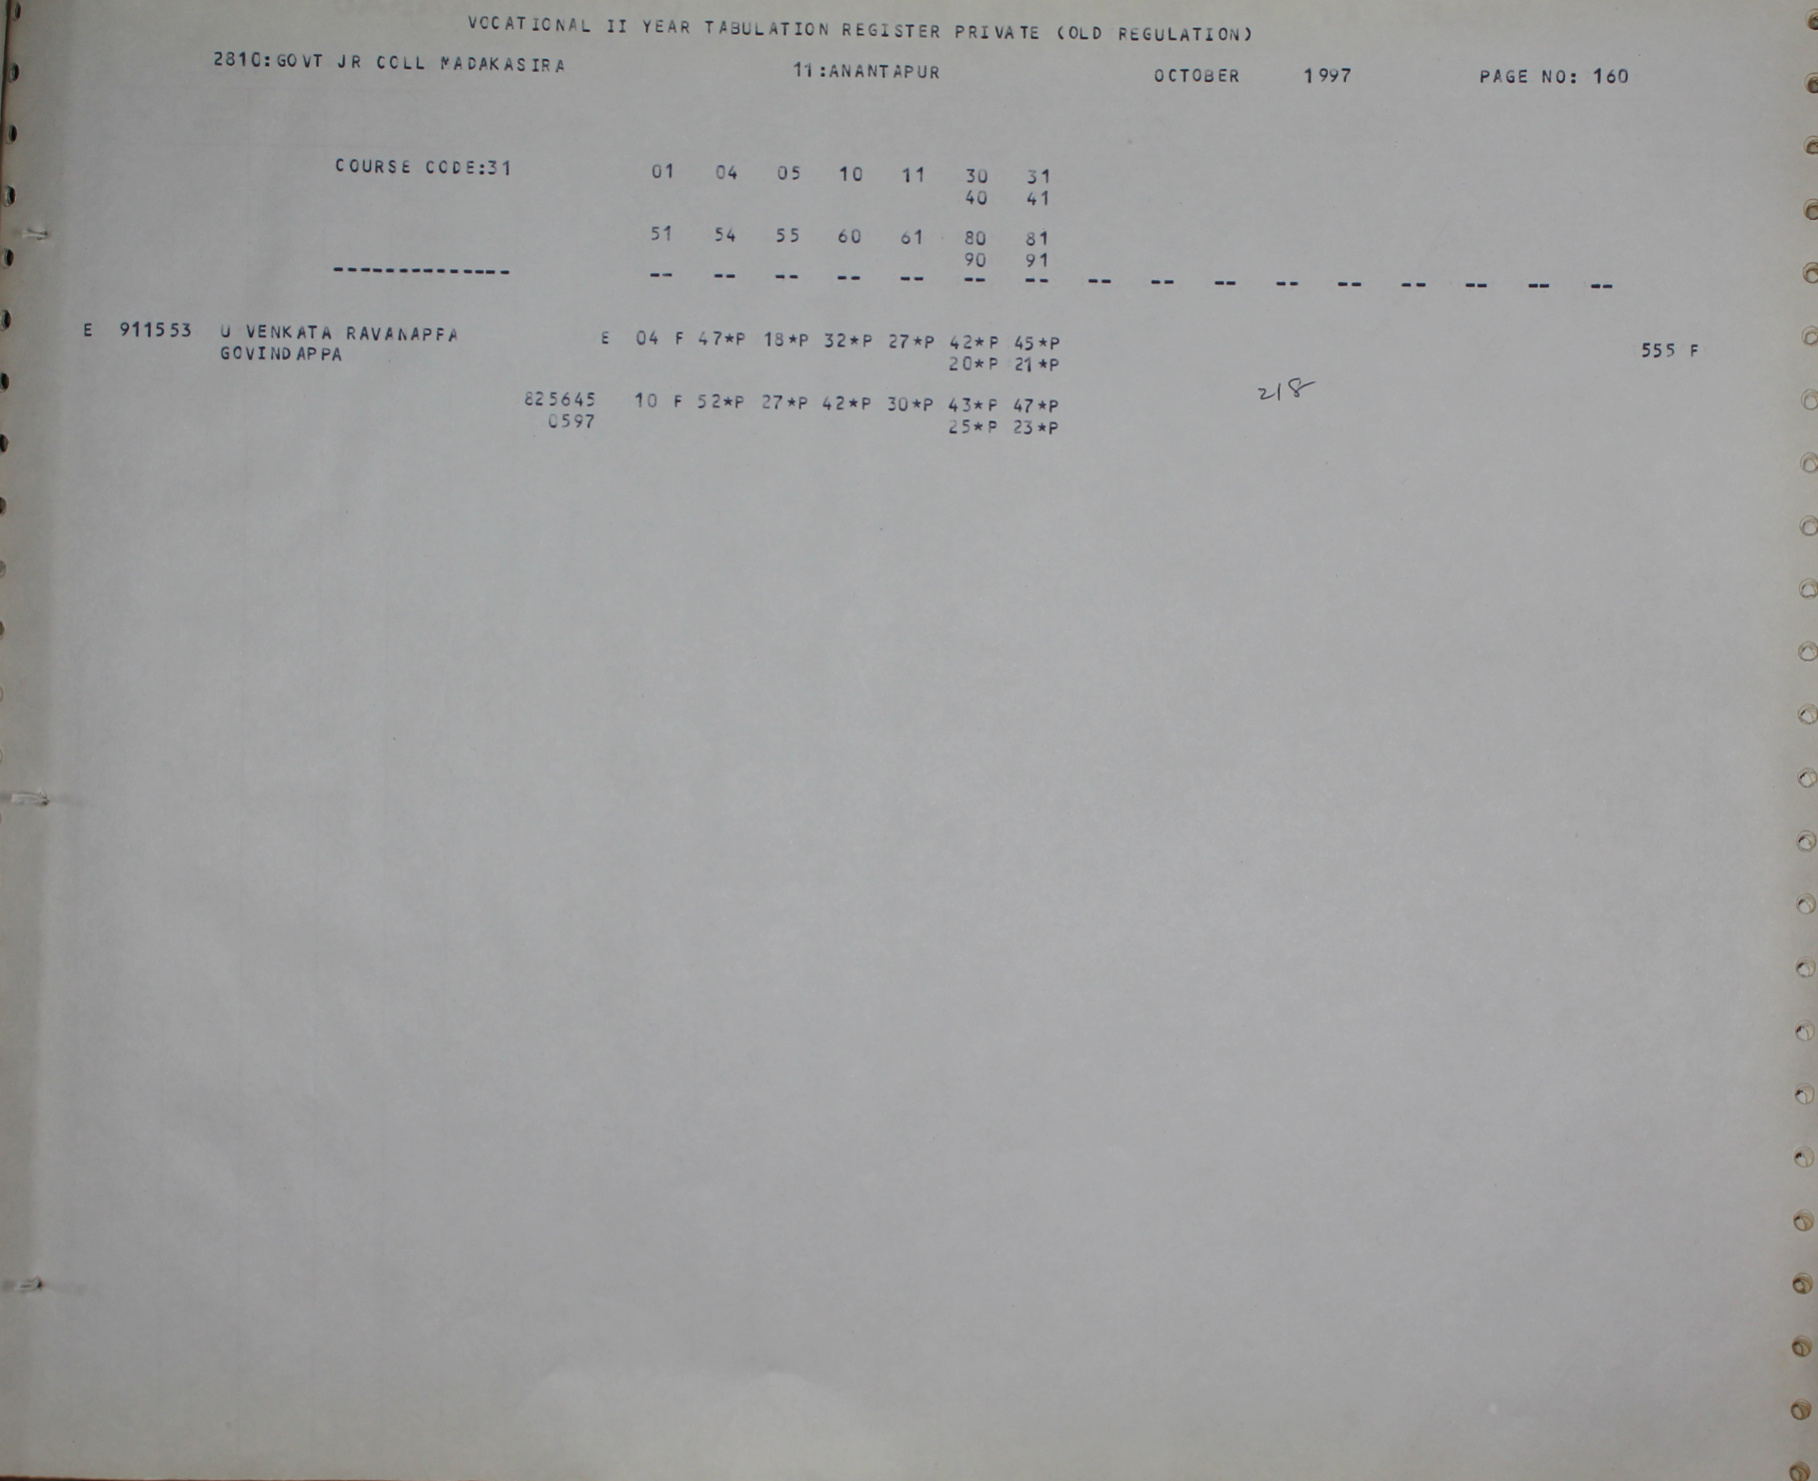 VOCATIONAL II YEAR TABULATION REGISTER PRIVATE (OLD REGULATION)
2810:GOVT JR COLL MADAKASIRA 11:ANANTAPUR OCTOBER 1997 PAGE NO: 160
COURSE CODE:31 01 04 05 10 11 30 31
40 41
51 54 55 60 61 80 81
90 91
-------------- -- -- -- -- -- -- -- -- -- -- -- -- -- -- -- --
E 911553 U VENKATA RAVANAPPA E 04 F 47*P 18*P 32*P 27*P 42*P 45*P 555 F
GOVINDAPPA 20*P 21*P
825645 10 F 52*P 27*P 42*P 30*P 43*P 47*P 218
0597 25*P 23*P